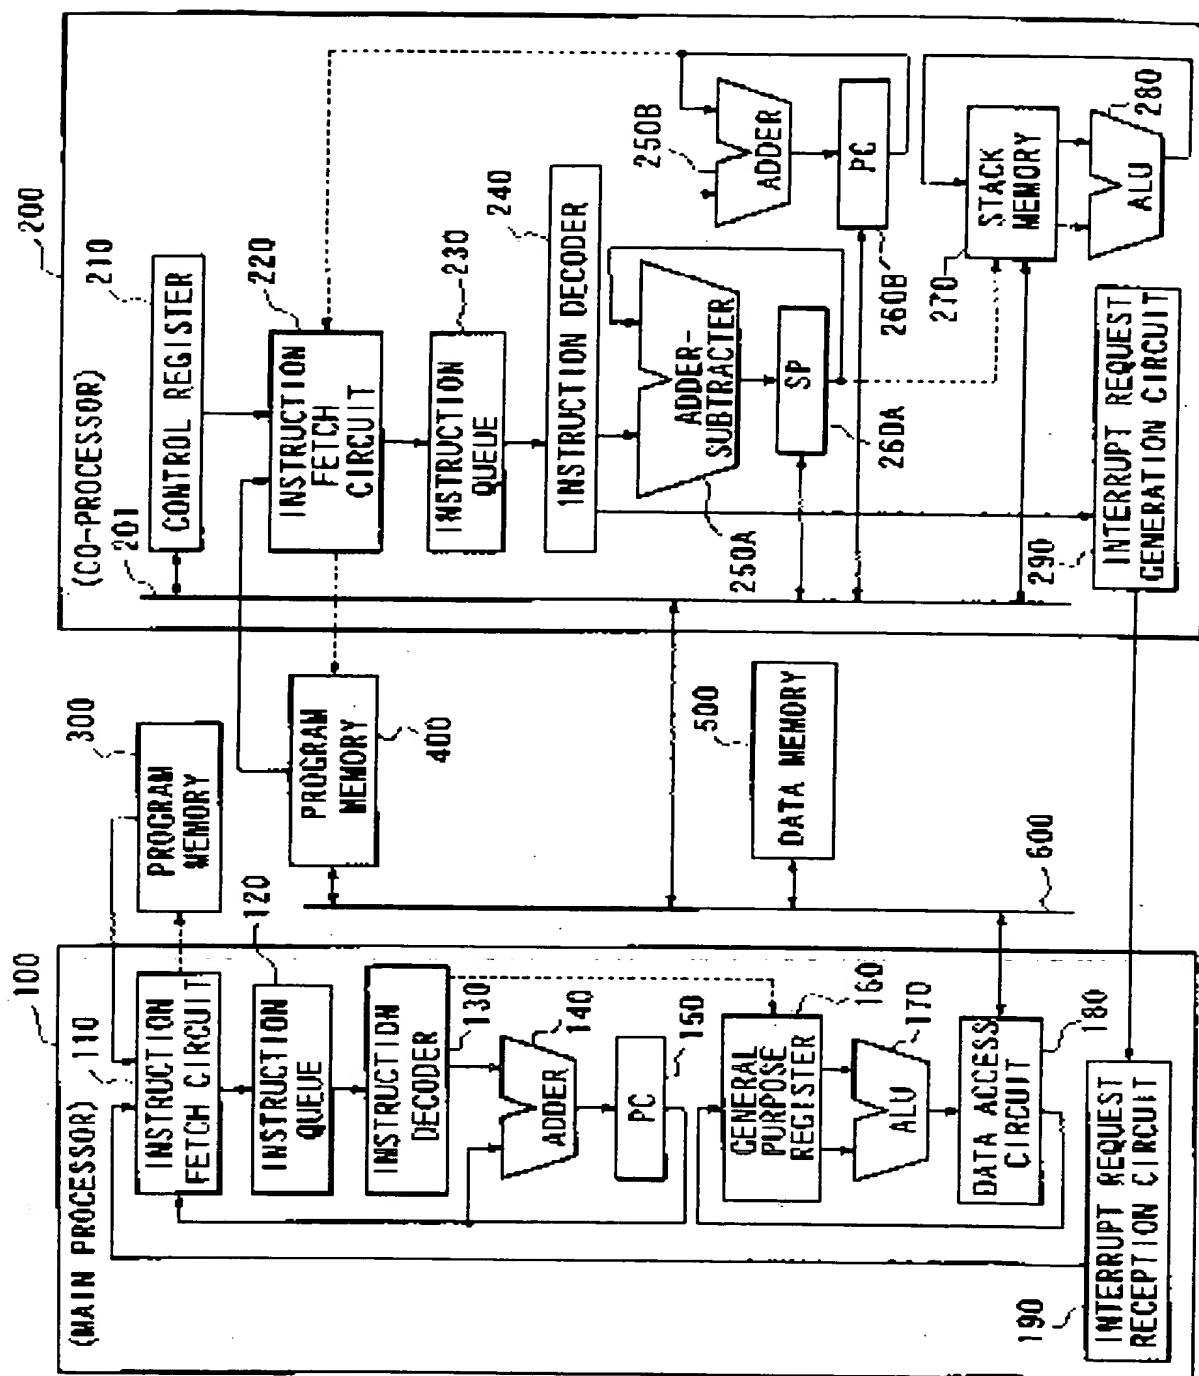 100
(MAIN PROCESSOR)
110
INSTRUCTION
FETCH CIRCUIT
120
INSTRUCTION
QUEUE
INSTRUCTION
DECODER
130
140
ADDER
PC
150
GENERAL
PURPOSE
REGISTER
160
170
ALU
DATA ACCESS
CIRCUIT
180
190
INTERRUPT REQUEST
RECEPTION CIRCUIT
300
PROGRAM
MEMORY
PROGRAM
MEMORY
400
500
DATA MEMORY
600
200
(CO-PROCESSOR)
201
210
CONTROL REGISTER
220
INSTRUCTION
FETCH
CIRCUIT
230
INSTRUCTION
QUEUE
240
INSTRUCTION DECODER
250A
ADDER-
SUBTRACTER
SP
260A
250B
ADDER
PC
260B
270
STACK
MEMORY
280
ALU
290
INTERRUPT REQUEST
GENERATION CIRCUIT